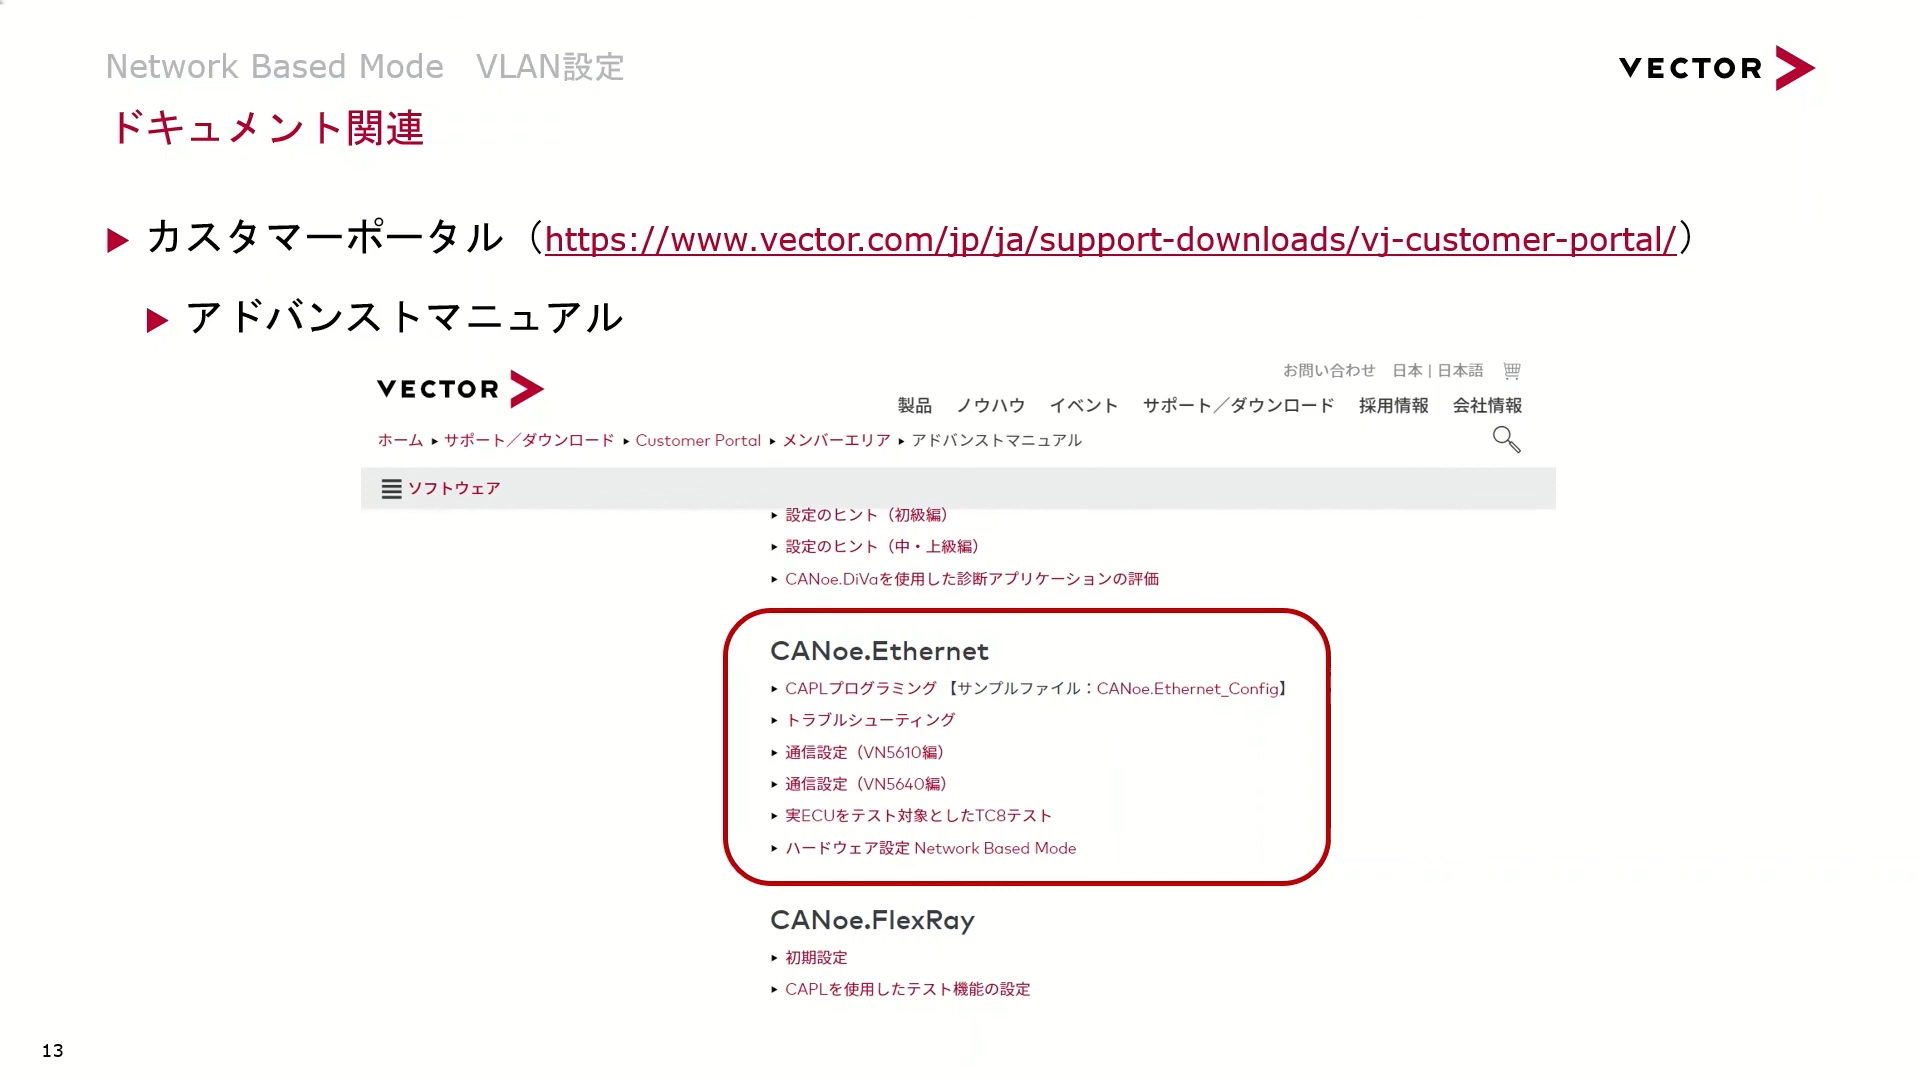 Network Based Mode VLAN設定
VECTOR
ドキュメント関連
カスタマーポータル（https://www.vector.com/jp/ja/support-downloads/vj-customer-portal/）
アドバンストマニュアル
お問い合わせ 日本 | 日本語
VECTOR
製品 ノウハウ イベント サポート／ダウンロード 採用情報 会社情報
ホーム ▸ サポート／ダウンロード ▸ Customer Portal ▸ メンバーエリア ▸ アドバンストマニュアル
ソフトウェア
▸ 設定のヒント（初級編）
▸ 設定のヒント（中・上級編）
▸ CANoe.DiVaを使用した診断アプリケーションの評価
CANoe.Ethernet
▸ CAPLプログラミング 【サンプルファイル：CANoe.Ethernet_Config】
▸ トラブルシューティング
▸ 通信設定（VN5610編）
▸ 通信設定（VN5640編）
▸ 実ECUをテスト対象としたTC8テスト
▸ ハードウェア設定 Network Based Mode
CANoe.FlexRay
▸ 初期設定
▸ CAPLを使用したテスト機能の設定
13